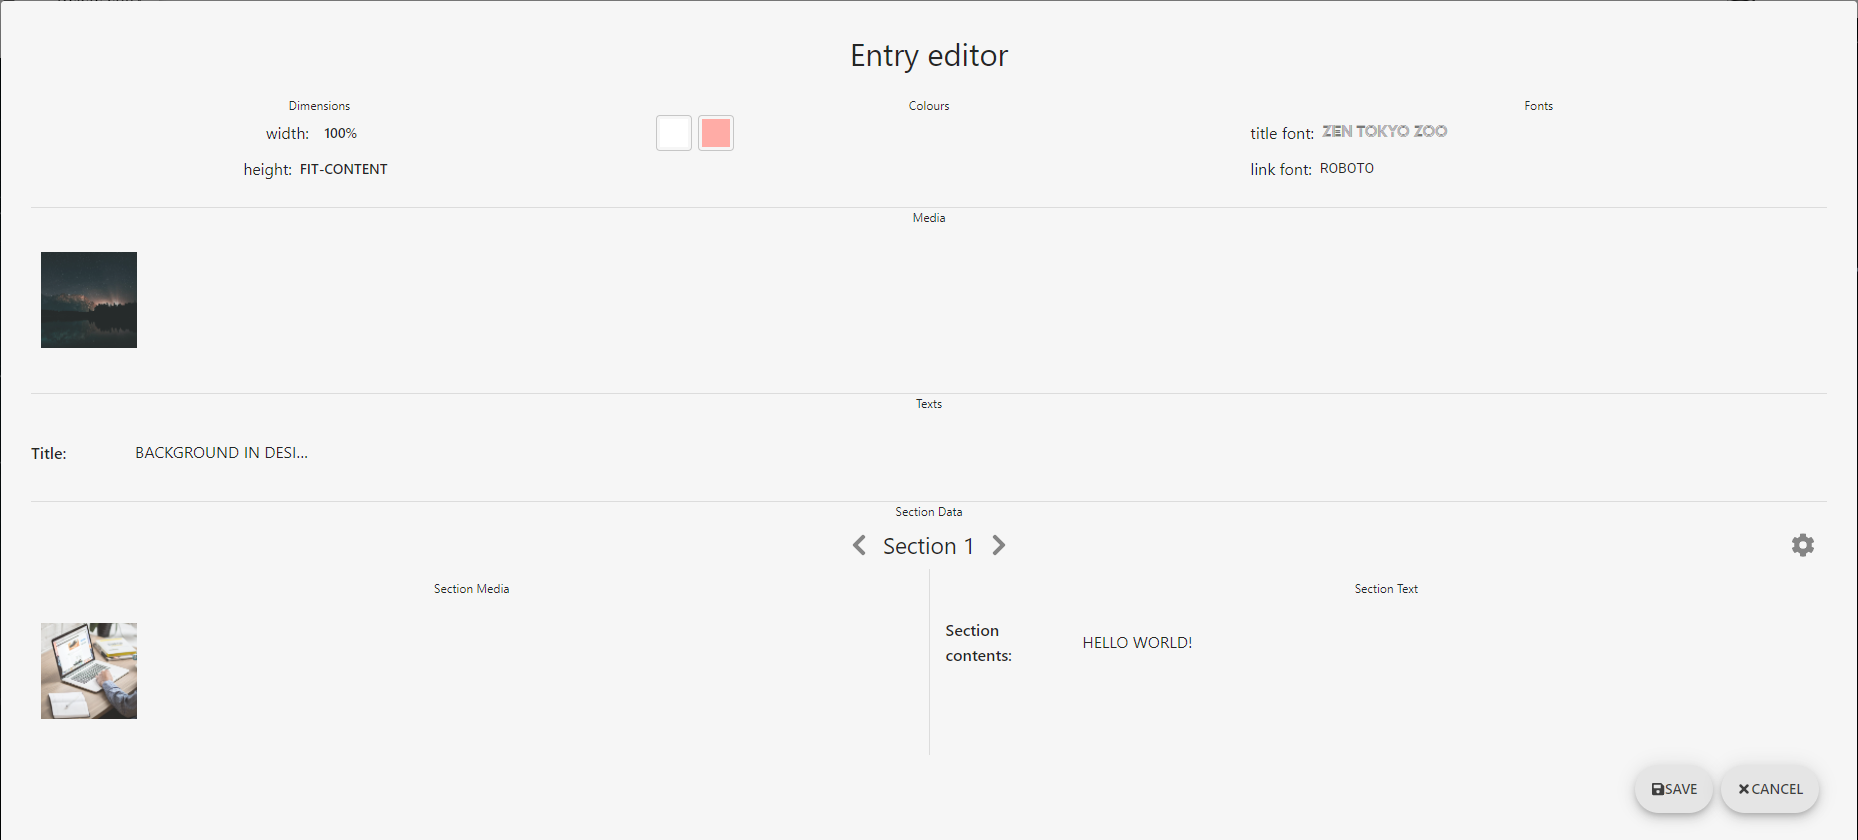 Entry editor
Dimensions
width: 100%
height: FIT-CONTENT
Colours
Fonts
title font: ZEN TOKYO ZOO
link font: ROBOTO
Media
Texts
Title: BACKGROUND IN DESI...
Section Data
Section 1
Section Media
Section Text
Section
contents:
HELLO WORLD!
SAVE
CANCEL